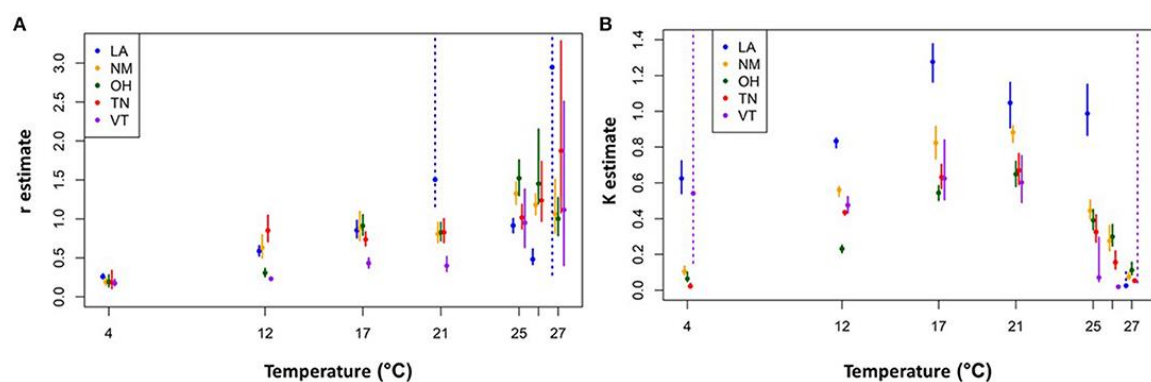 A
LA
NM
OH
TN
VT
r estimate
3.0
2.5
2.0
1.5
1.0
0.5
0.0
4
12
17
21
25
27
Temperature (°C)
B
LA
NM
OH
TN
VT
K estimate
1.4
1.2
1.0
0.8
0.6
0.4
0.2
0.0
4
12
17
21
25
27
Temperature (°C)